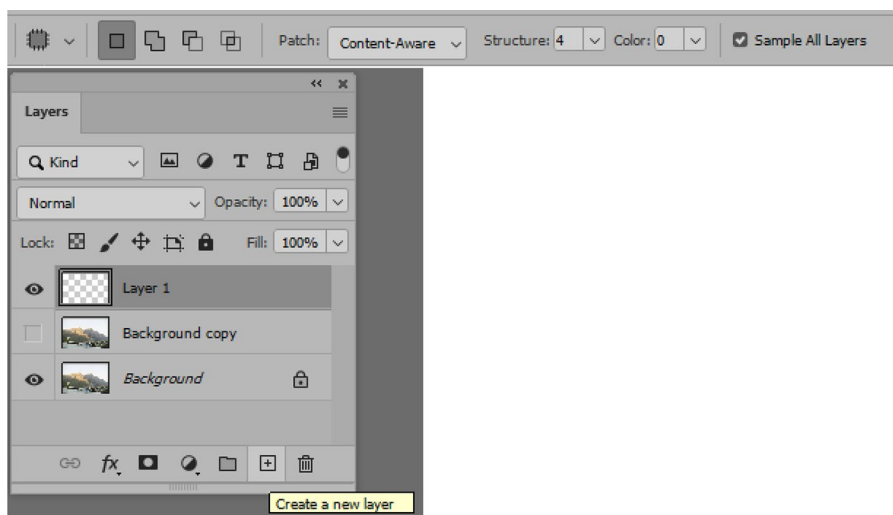 Patch: Content-Aware Structure: 4 Color: 0 Sample All Layers
Layers
Kind T
Normal Opacity: 100%
Lock: Fill: 100%
Layer 1
Background copy
Background
fx
Create a new layer